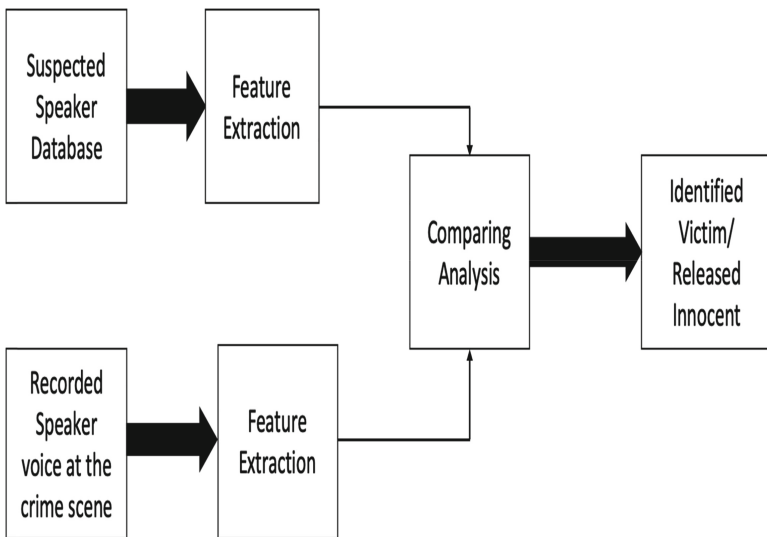 Suspected
Speaker
Database
Feature
Extraction
Comparing
Analysis
Identified
Victim/
Released
Innocent
Recorded
Speaker
voice at the
crime scene
Feature
Extraction